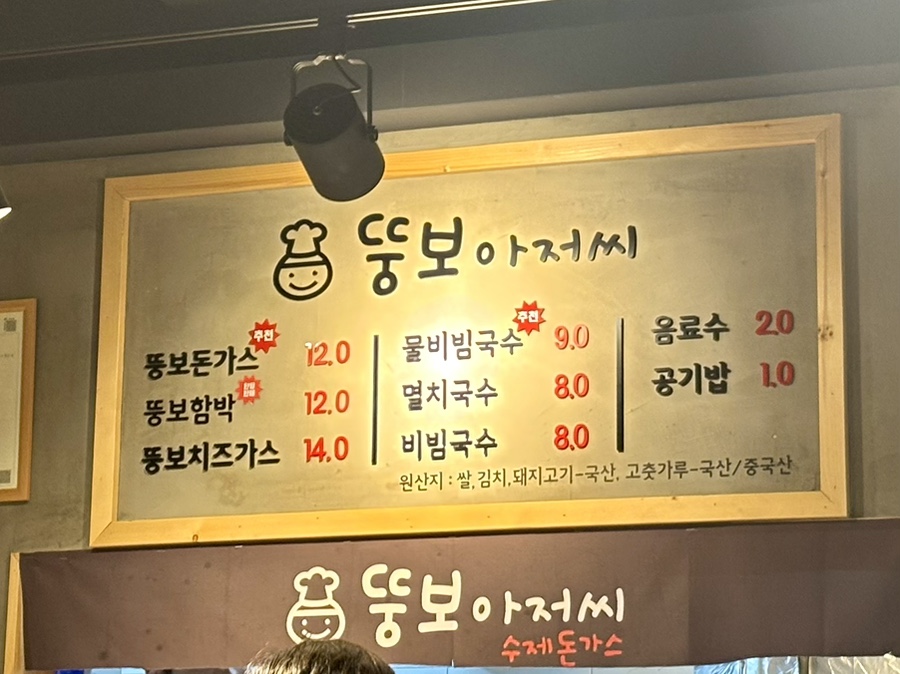 뚱보아저씨
추천
뚱보돈가스 12.0
뚱보함박 12.0
뚱보치즈가스 14.0
추천
물비빔국수 9.0
멸치국수 8.0
비빔국수 8.0
음료수 2.0
공기밥 1.0
원산지 : 쌀,김치,돼지고기-국산, 고춧가루-국산/중국산
뚱보아저씨
수제돈가스